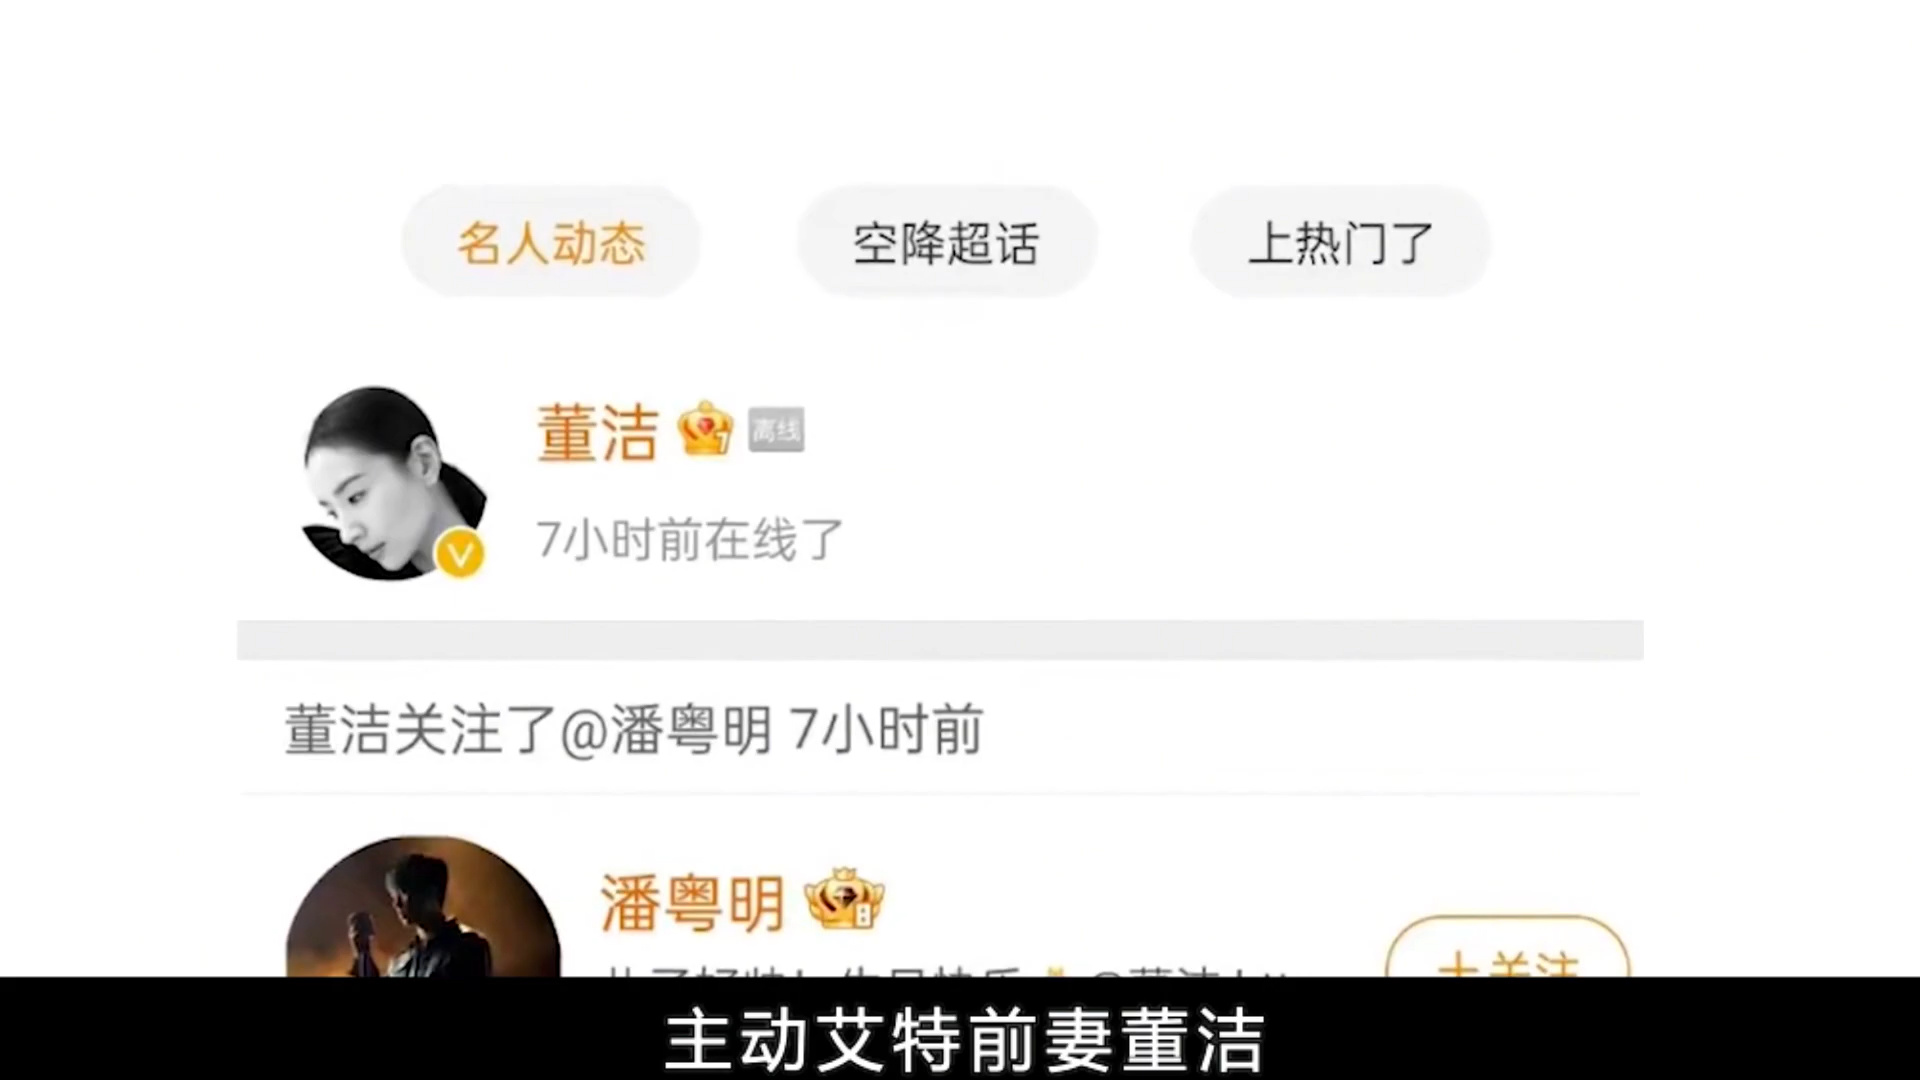 名人动态 空降超话 上热门了
董洁 7 离线
7小时前在线了
董洁关注了@潘粤明 7小时前
潘粤明 8
主动艾特前妻董洁